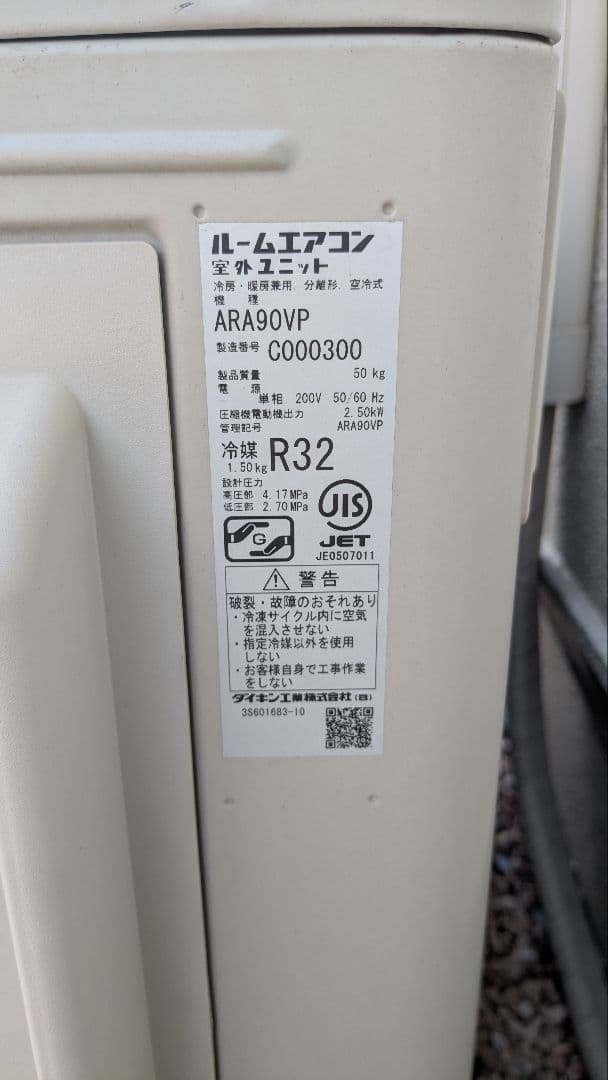 ルームエアコン
室外ユニット
冷房・暖房兼用, 分離形, 空冷式
機 種
ARA90VP
製造番号 C000300
製品質量 50 kg
電 源
単相 200V 50/60 Hz
圧縮機電動機出力 2.50kW
管理記号 ARA90VP
冷媒 R32
1.50kg
設計圧力
高圧部 4.17MPa
低圧部 2.70MPa
JIS
G
JET
JE0507011
警告
破裂・故障のおそれあり
・冷凍サイクル内に空気
を混入させない
・指定冷媒以外を使用
しない
・お客様自身で工事作業
をしない
ダイキン工業株式会社(日)
3S601683-10